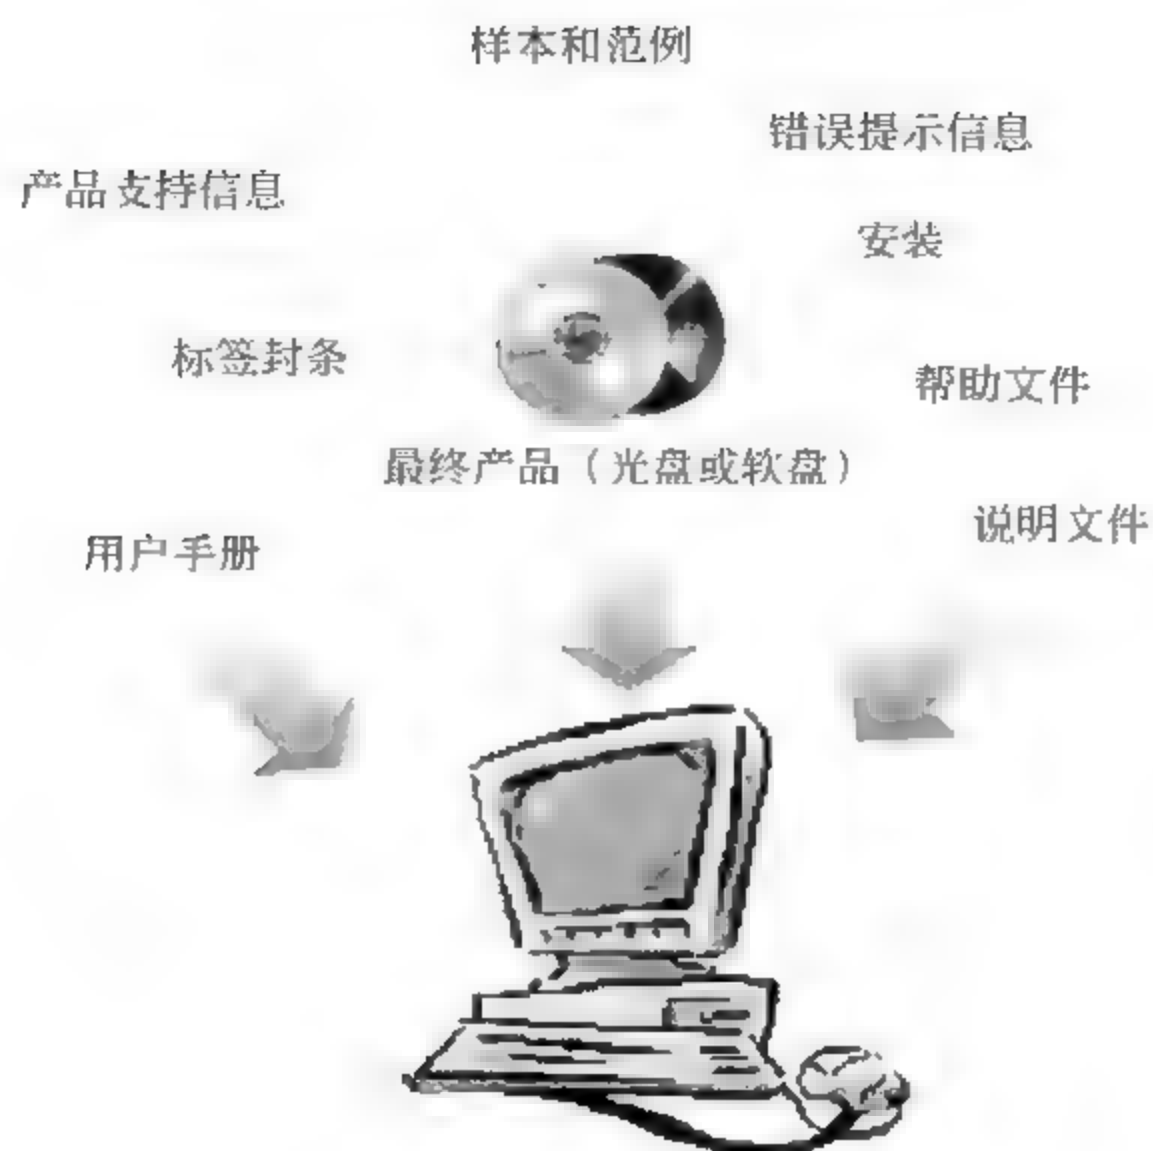 样本和范例
错误提示信息
产品支持信息
安装
标签封条
帮助文件
最终产品（光盘或软盘）
说明文件
用户手册